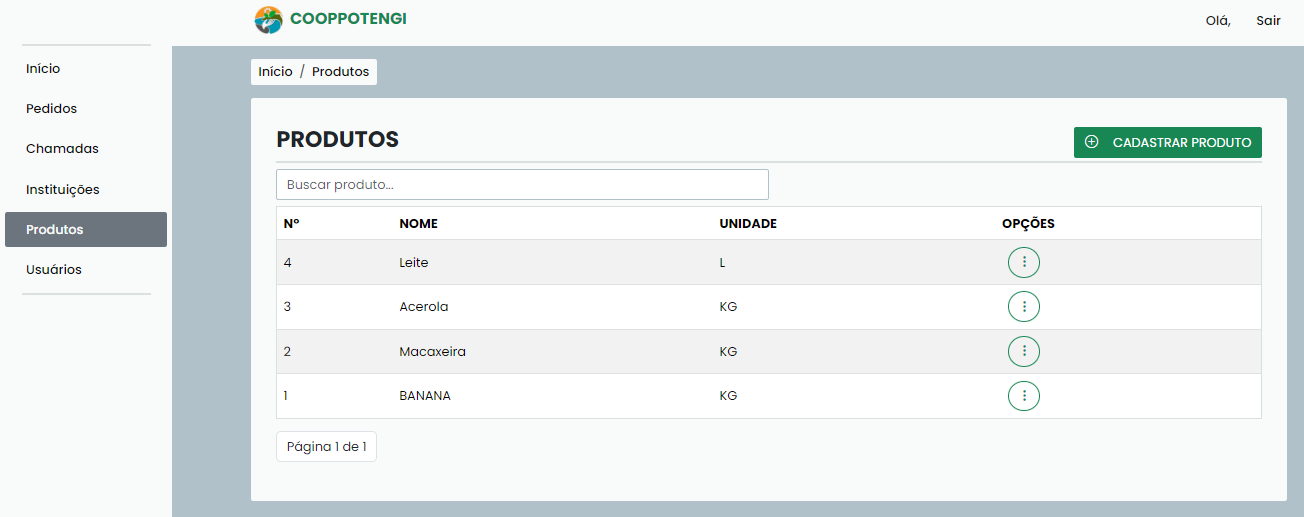 COOPPOTENGI
Olá, Sair
Início
Pedidos
Chamadas
Instituições
Produtos
Usuários
Início / Produtos
PRODUTOS
CADASTRAR PRODUTO
Buscar produto...
Nº NOME UNIDADE OPÇÕES
4 Leite L
3 Acerola KG
2 Macaxeira KG
1 BANANA KG
Página 1 de 1